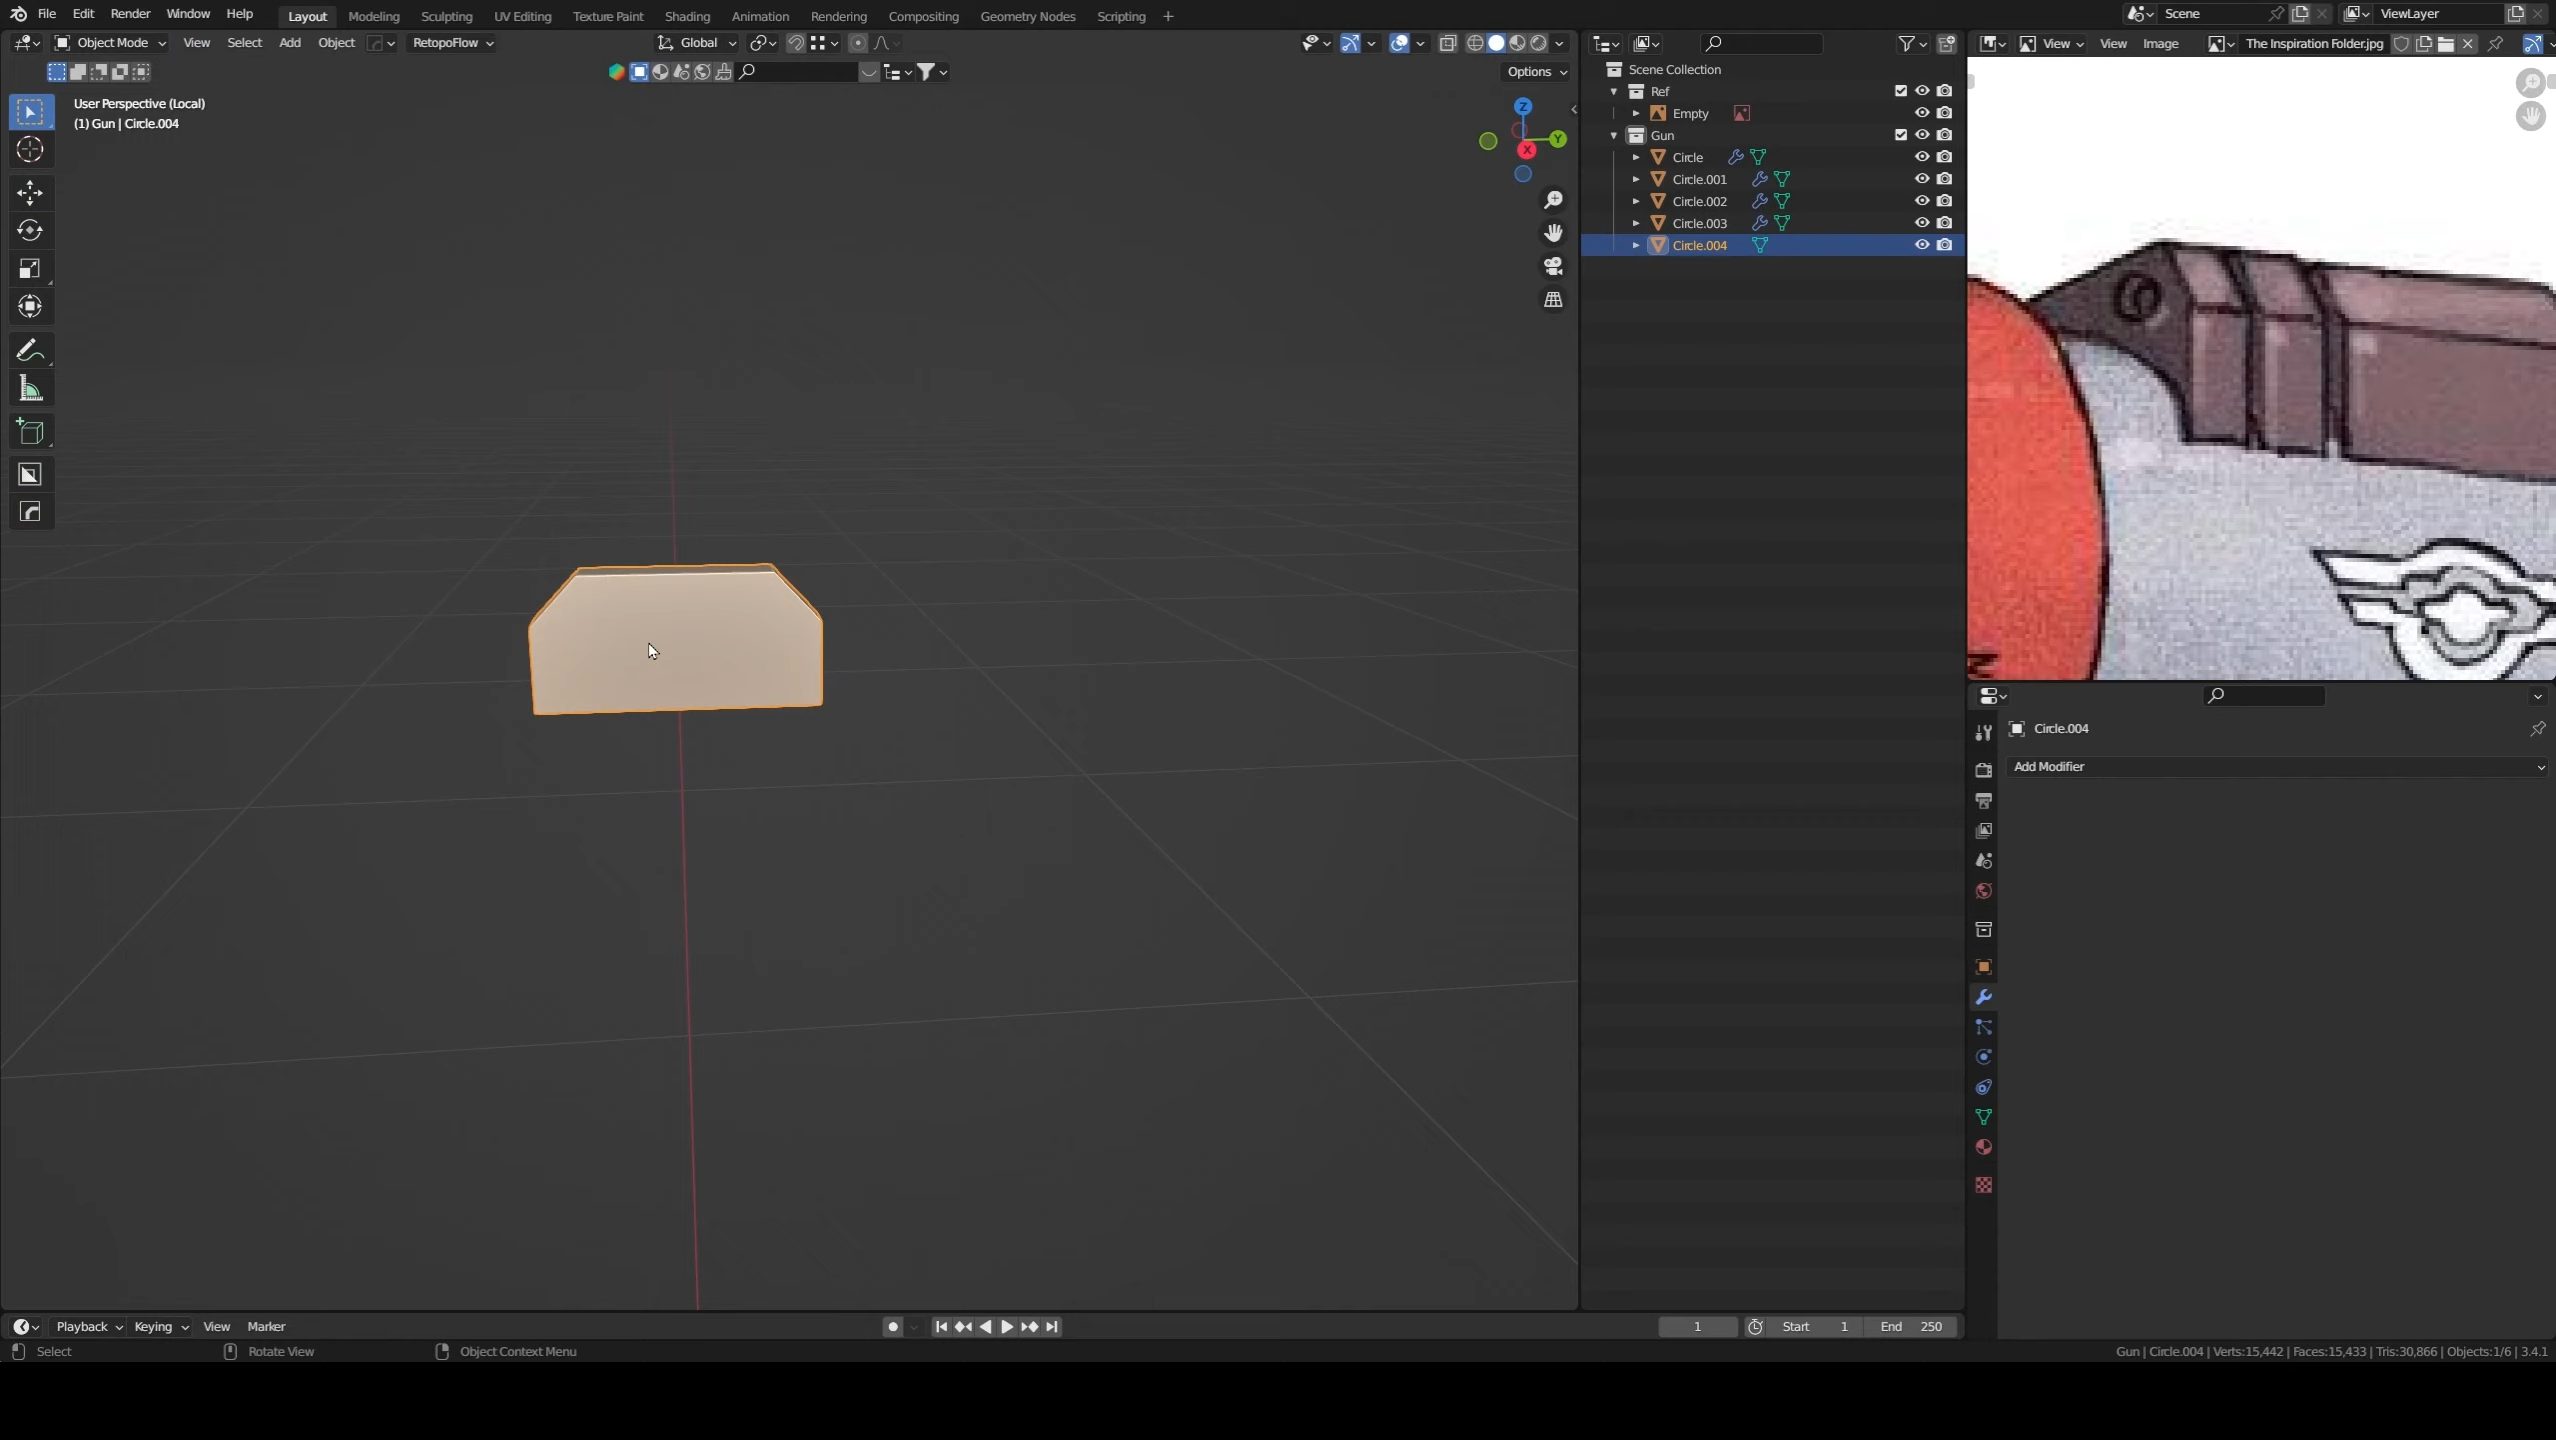 File Edit Render Window Help Layout Modeling Sculpting UV Editing Texture Paint Shading Animation Rendering Compositing Geometry Nodes Scripting + Scene ViewLayer
Object Mode View Select Add Object RetopoFlow Global View View Image The Inspiration Folder.jpg
Options
User Perspective (Local)
(1) Gun | Circle.004
Z
Y
X
Scene Collection
Ref
Empty
Gun
Circle
Circle.001
Circle.002
Circle.003
Circle.004
N
Circle.004
Add Modifier
Playback Keying View Marker 1 Start 1 End 250
Select Rotate View Object Context Menu Gun | Circle.004 | Verts:15,442 | Faces:15,433 | Tris:30,866 | Objects:1/6 | 3.4.1